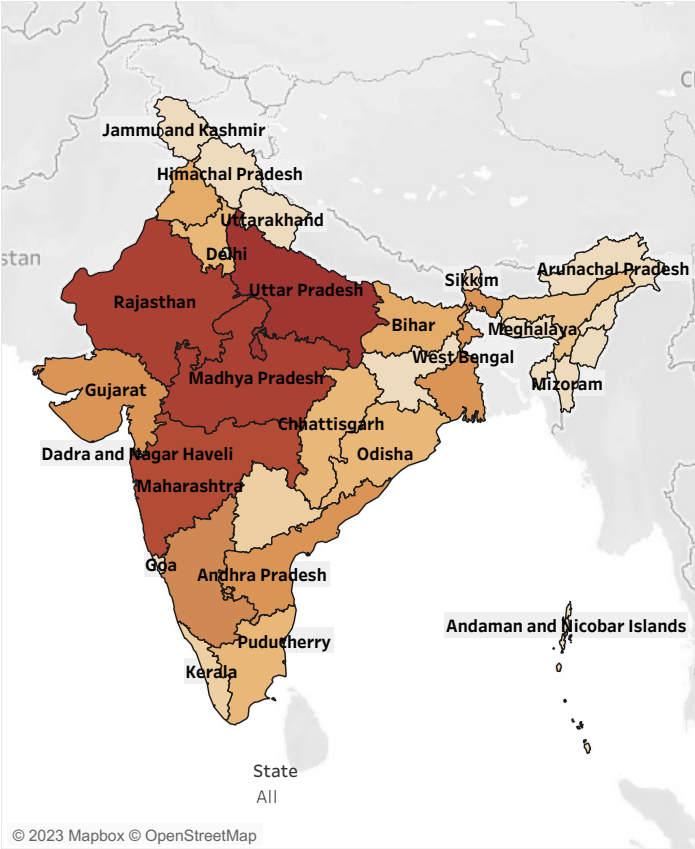 Ch
stan
Jammu and Kashmir
Himachal Pradesh
Uttarakhand
Delhi
Rajasthan
Uttar Pradesh
Sikkim
Arunachal Pradesh
Bihar
Meghalaya
West Bengal
Mizoram
Gujarat
Madhya Pradesh
Chhattisgarh
Odisha
Dadra and Nagar Haveli
Maharashtra
Goa
Andhra Pradesh
Andaman and Nicobar Islands
Puducherry
Kerala
State
All
© 2023 Mapbox © OpenStreetMap